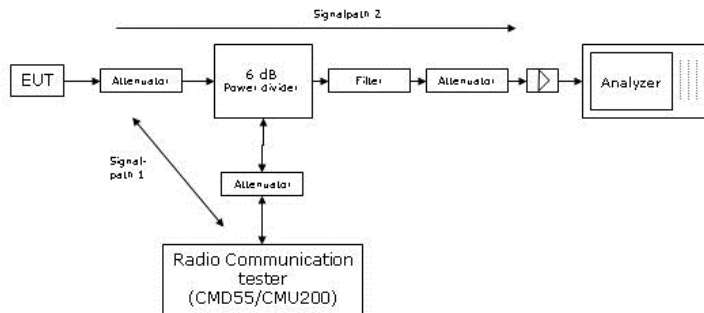 Signalpath 2
EUT
Attenuator
6 dB
Power divider
Filter
Attenuator
Analyzer
Signal-
path 1
Attenuator
Radio Communication
tester
(CMD55/CMU200)